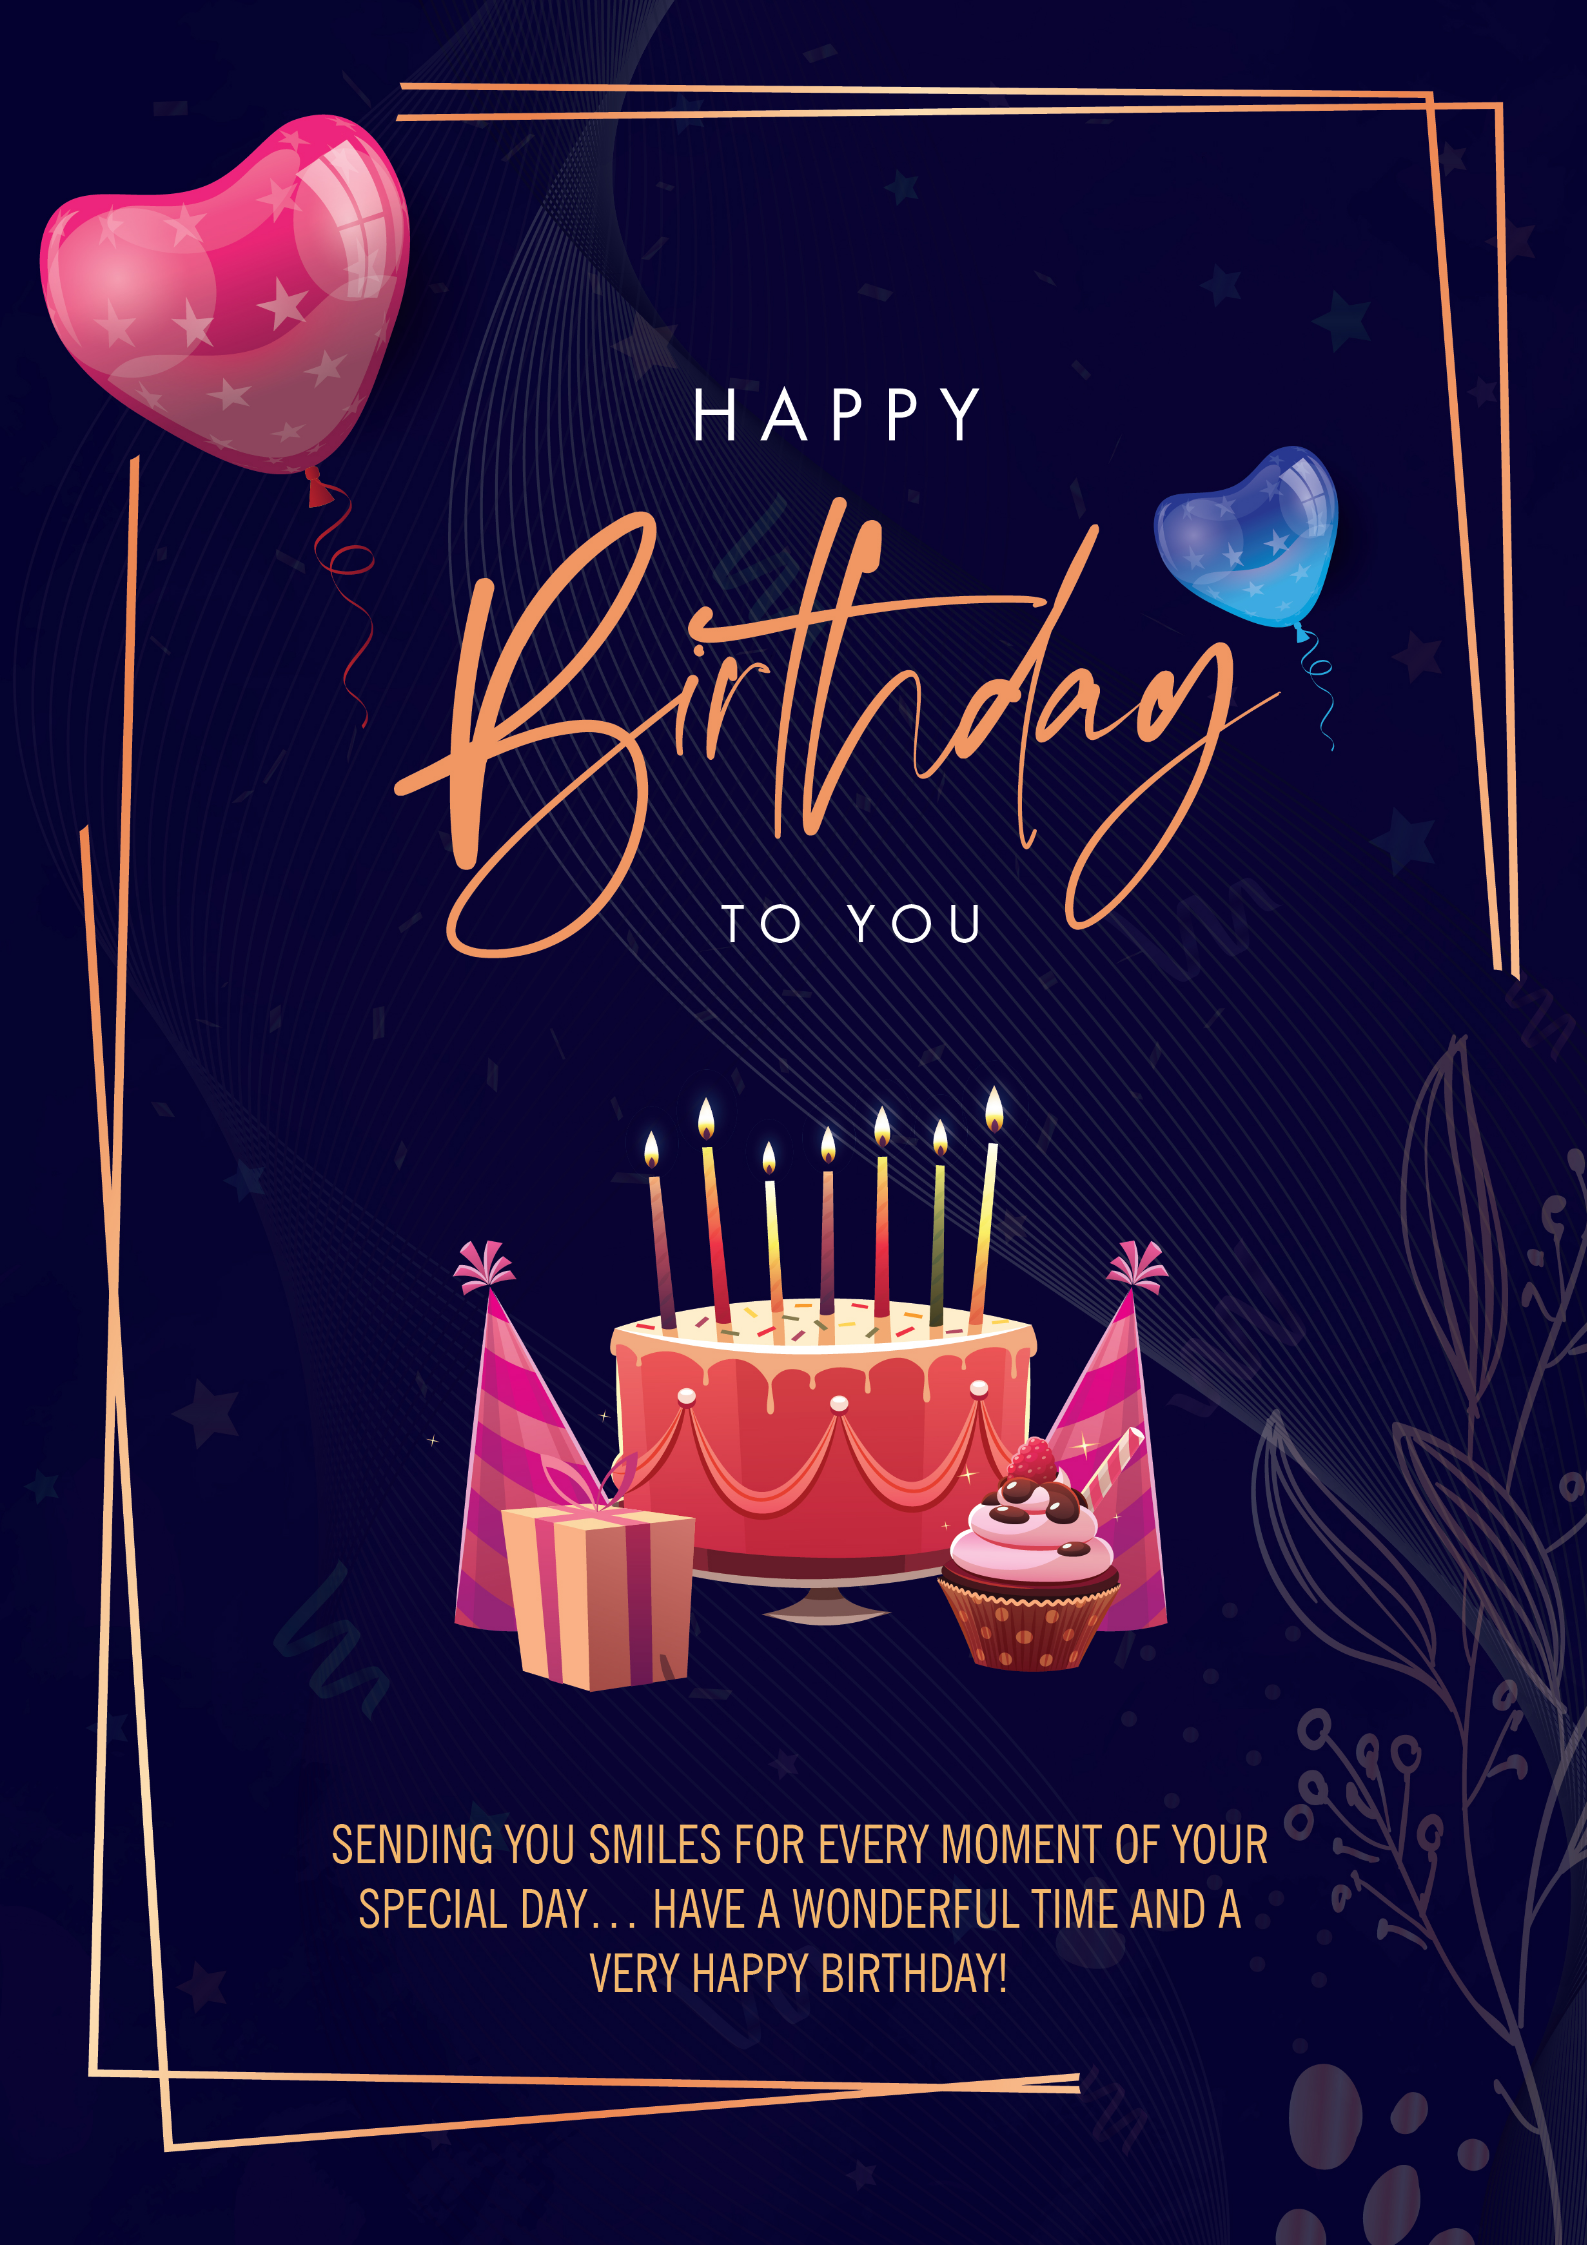 HAPPY
Birthday
TO YOU
SENDING YOU SMILES FOR EVERY MOMENT OF YOUR
SPECIAL DAY... HAVE A WONDERFUL TIME AND A
VERY HAPPY BIRTHDAY!